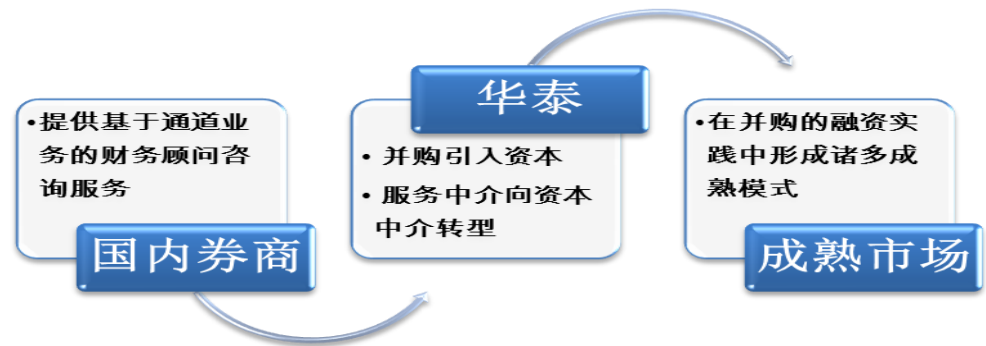 •提供基于通道业
务的财务顾问咨
询服务
国内券商
华泰
• 并购引入资本
• 服务中介向资本
中介转型
•在并购的融资实
践中形成诸多成
熟模式
成熟市场